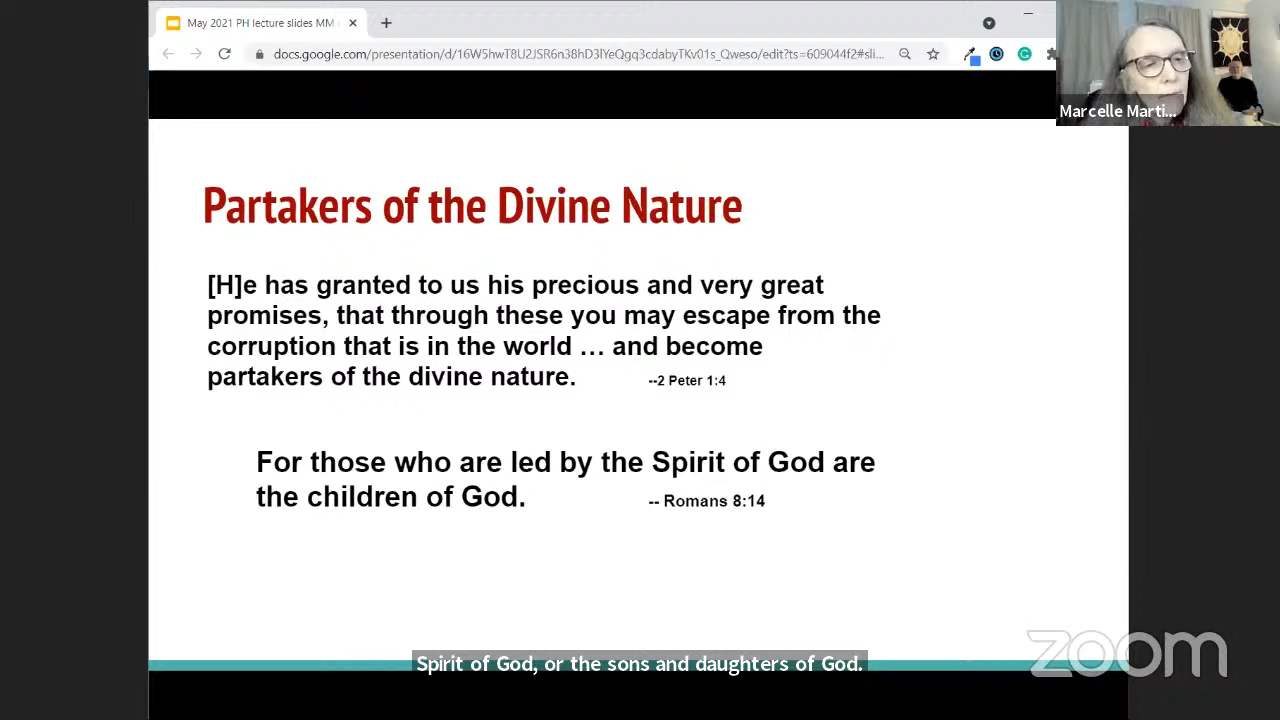 May 2021 PH lecture slides MM
docs.google.com/presentation/d/16W5hwT8U2JSR6n38hD3lYeQgq3cdabyTKv01s_Qweso/edit?ts=609044f2#sli...
Marcelle Marti...
Partakers of the Divine Nature
[H]e has granted to us his precious and very great
promises, that through these you may escape from the
corruption that is in the world … and become
partakers of the divine nature. --2 Peter 1:4
For those who are led by the Spirit of God are
the children of God. -- Romans 8:14
Spirit of God, or the sons and daughters of God.
zoom